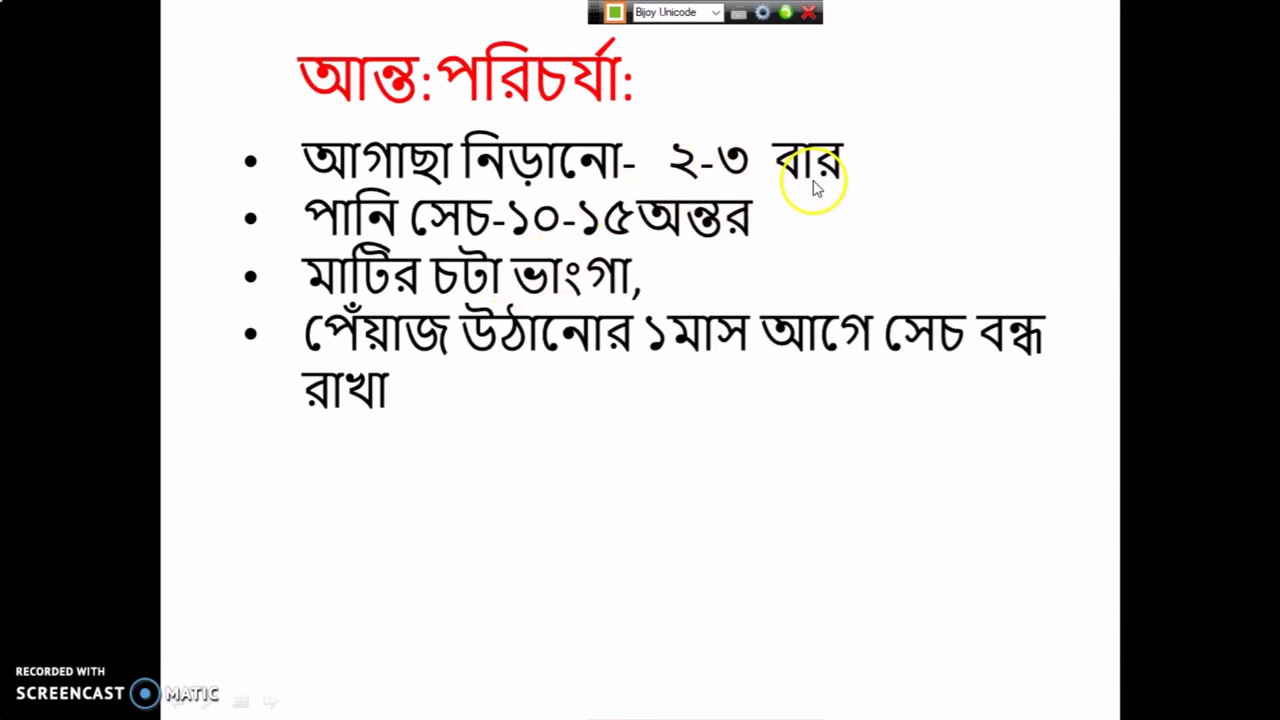 Bijoy Unicode
আন্ত:পরিচর্যা:
• আগাছা নিড়ানো- ২-৩ বার
• পানি সেচ-১০-১৫অন্তর
• মাটির চটা ভাংগা,
• পেঁয়াজ উঠানোর ১মাস আগে সেচ বন্ধ
রাখা
RECORDED WITH
SCREENCAST MATIC